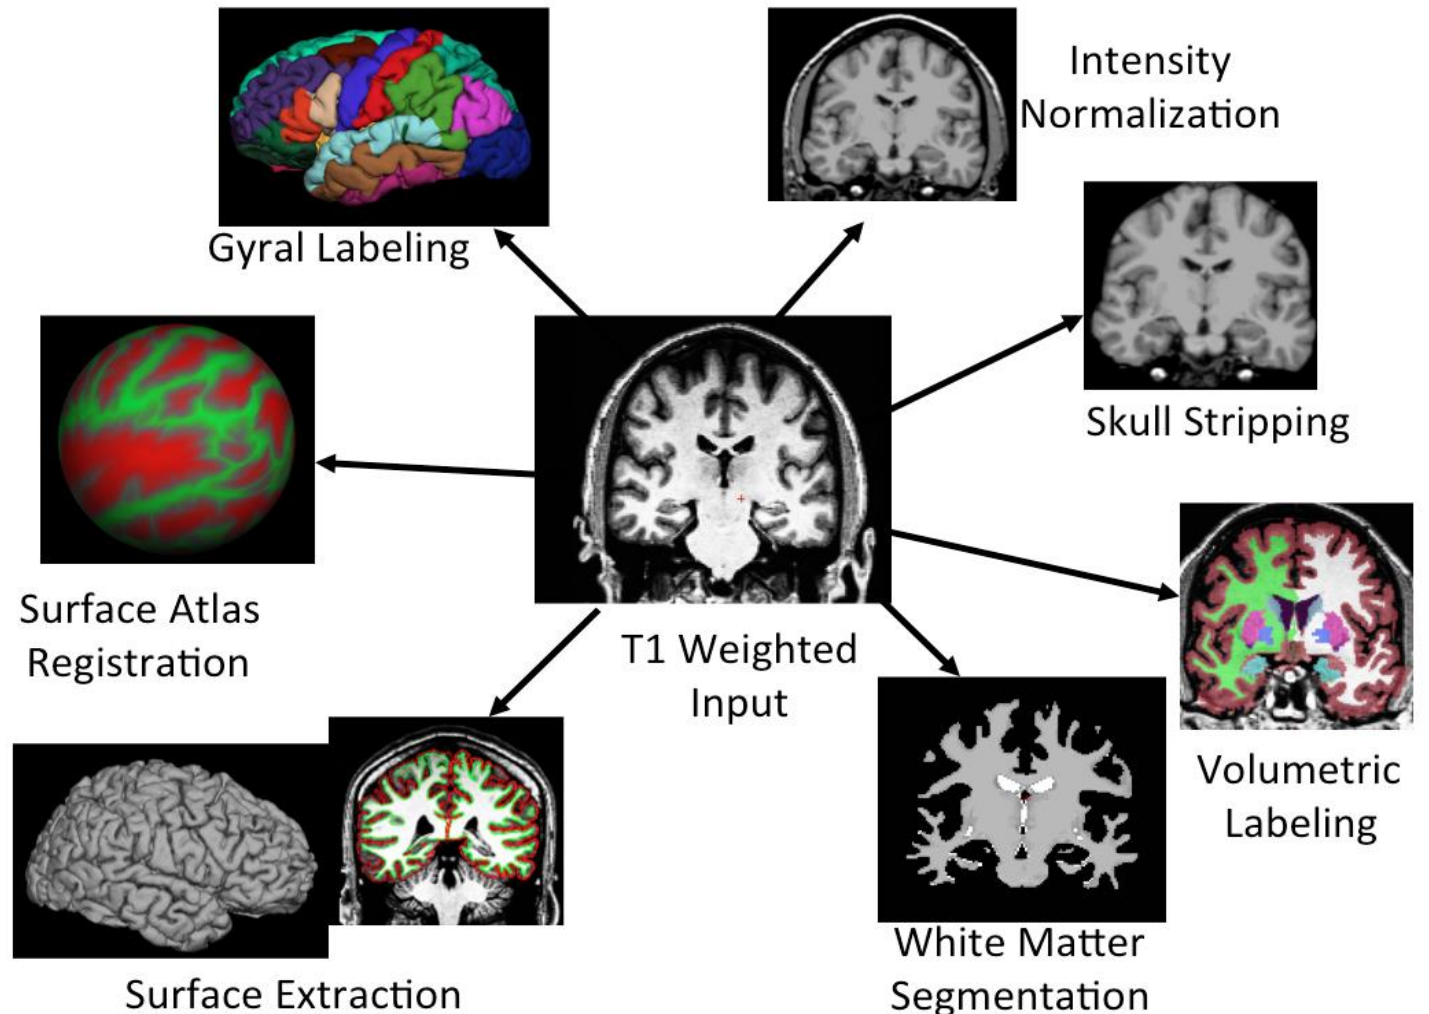 Intensity
Normalization
Gyral Labeling
Skull Stripping
Surface Atlas
Registration
T1 Weighted
Input
Volumetric
Labeling
White Matter
Segmentation
Surface Extraction